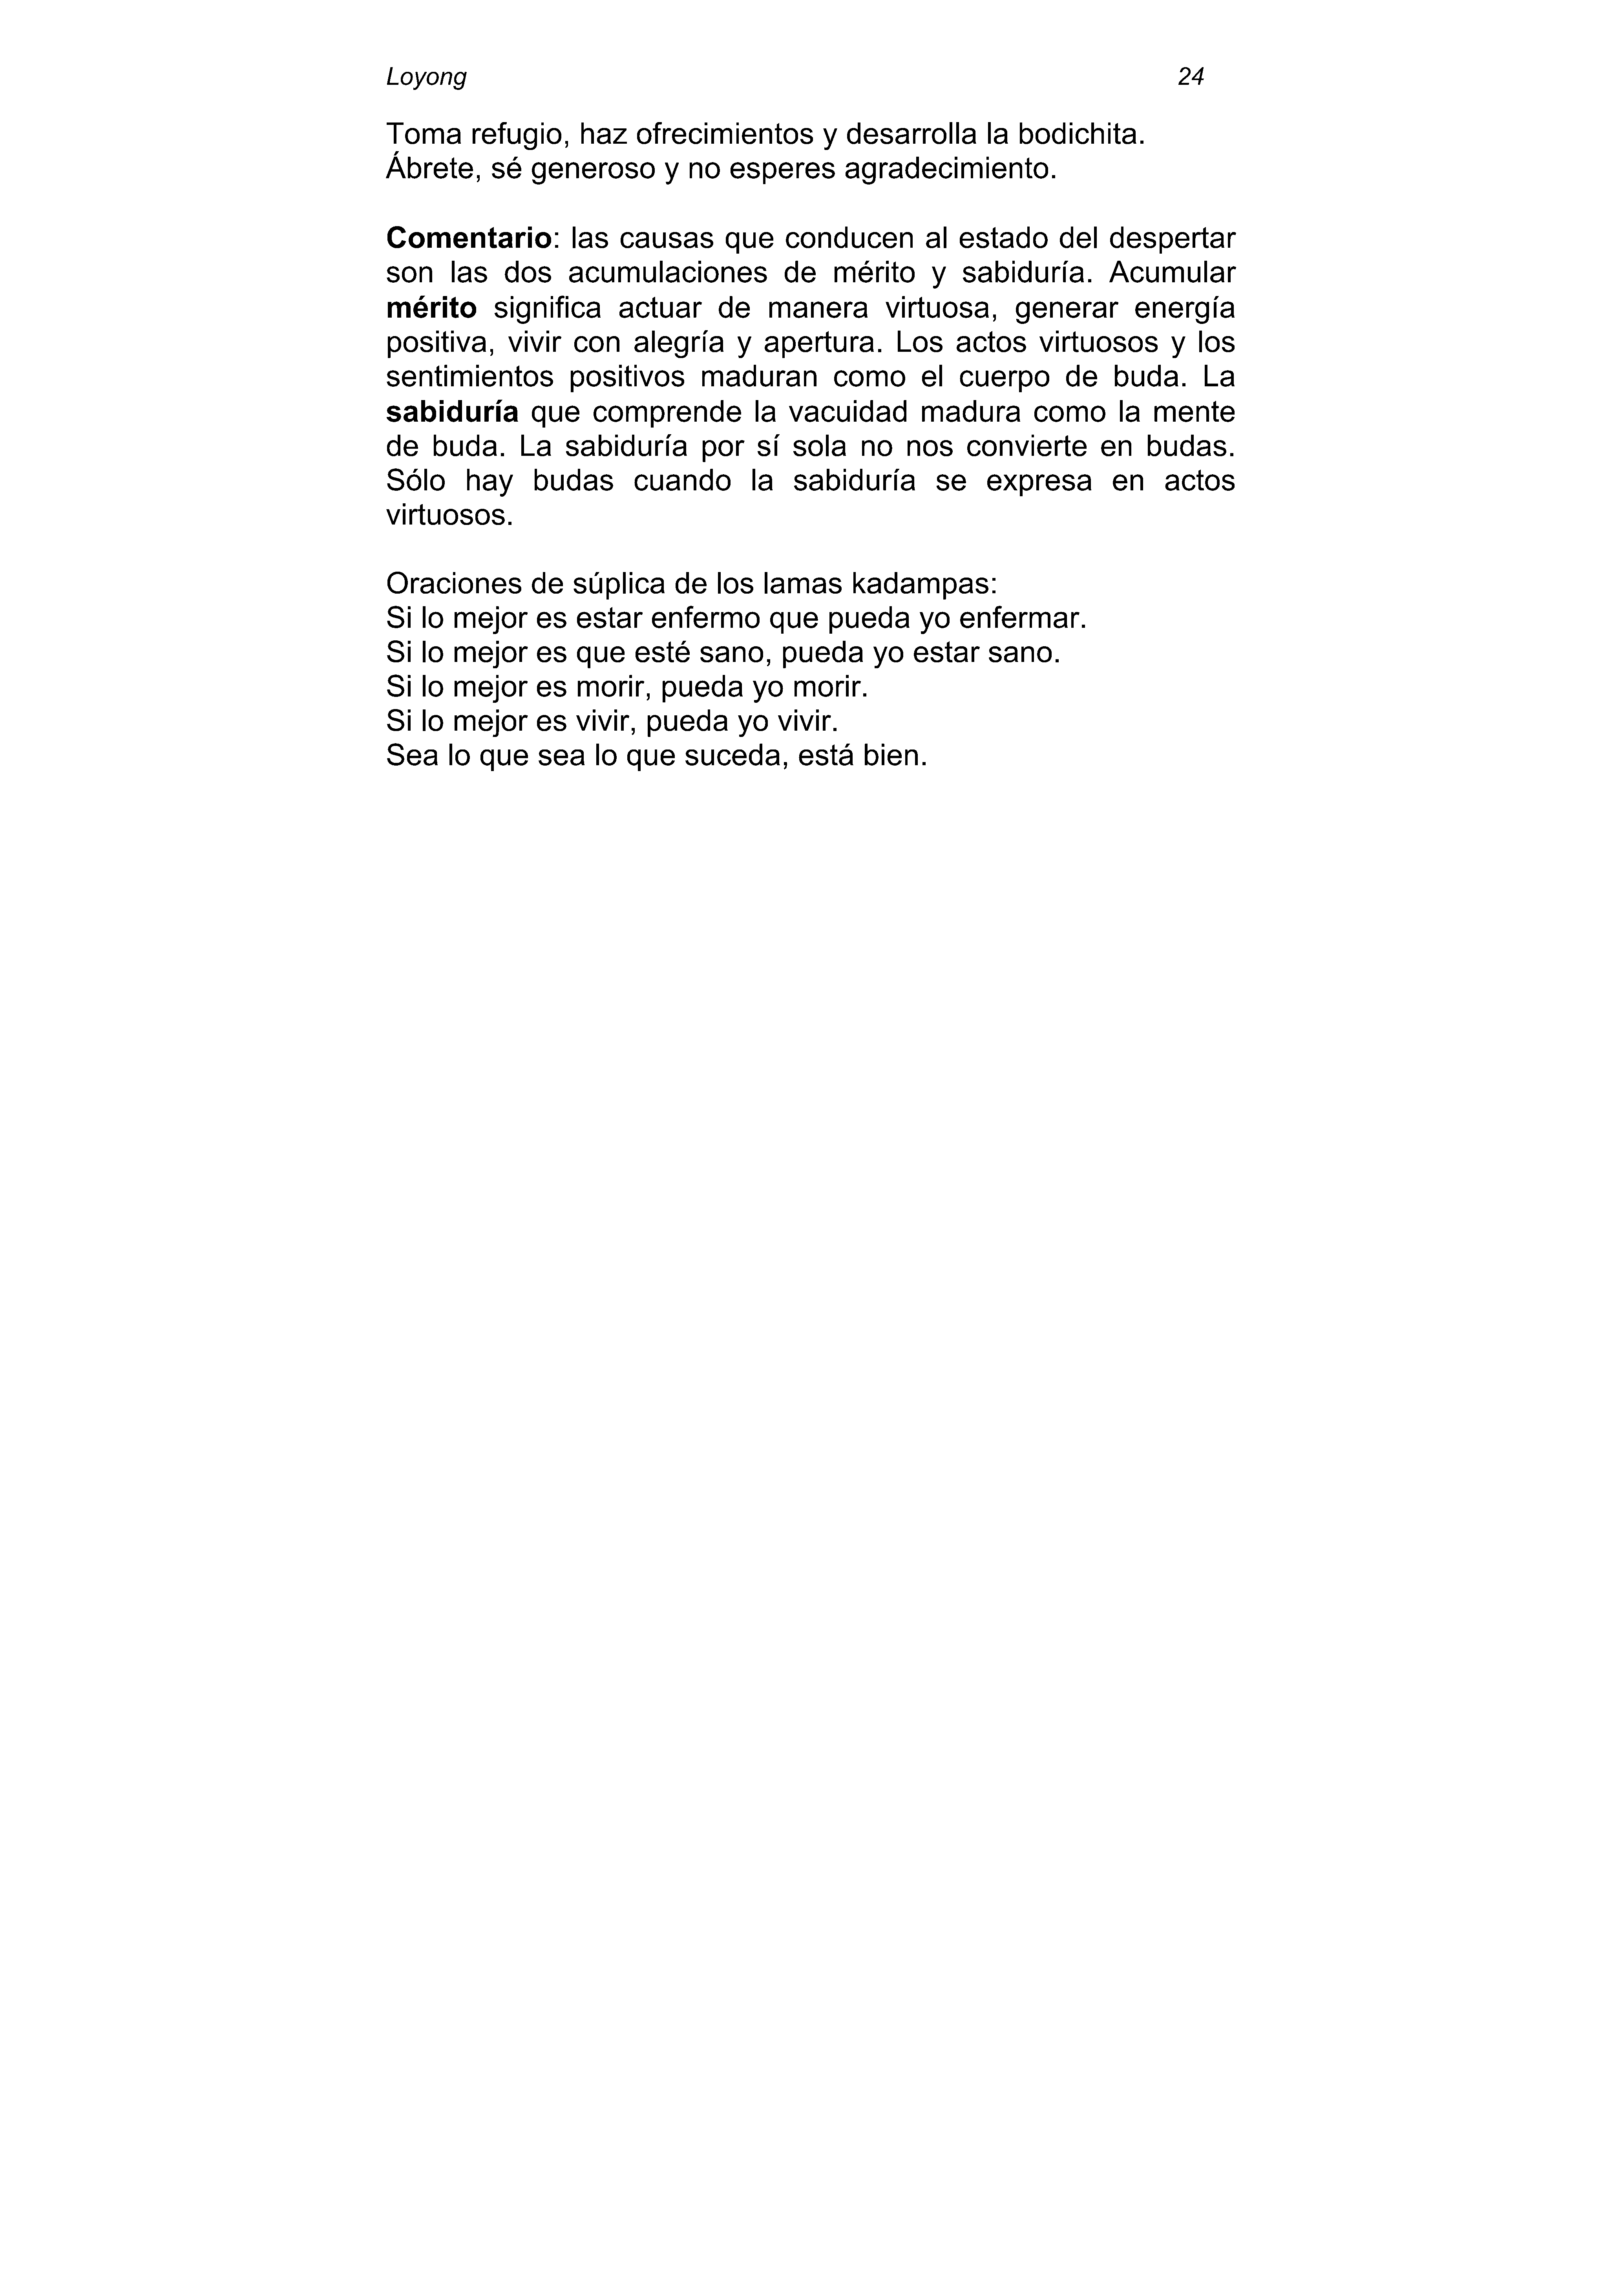 Loyong 24
Toma refugio, haz ofrecimientos y desarrolla la bodichita.
Ábrete, sé generoso y no esperes agradecimiento.
Comentario: las causas que conducen al estado del despertar
son las dos acumulaciones de mérito y sabiduría. Acumular
mérito significa actuar de manera virtuosa, generar energía
positiva, vivir con alegría y apertura. Los actos virtuosos y los
sentimientos positivos maduran como el cuerpo de buda. La
sabiduría que comprende la vacuidad madura como la mente
de buda. La sabiduría por sí sola no nos convierte en budas.
Sólo hay budas cuando la sabiduría se expresa en actos
virtuosos.
Oraciones de súplica de los lamas kadampas:
Si lo mejor es estar enfermo que pueda yo enfermar.
Si lo mejor es que esté sano, pueda yo estar sano.
Si lo mejor es morir, pueda yo morir.
Si lo mejor es vivir, pueda yo vivir.
Sea lo que sea lo que suceda, está bien.